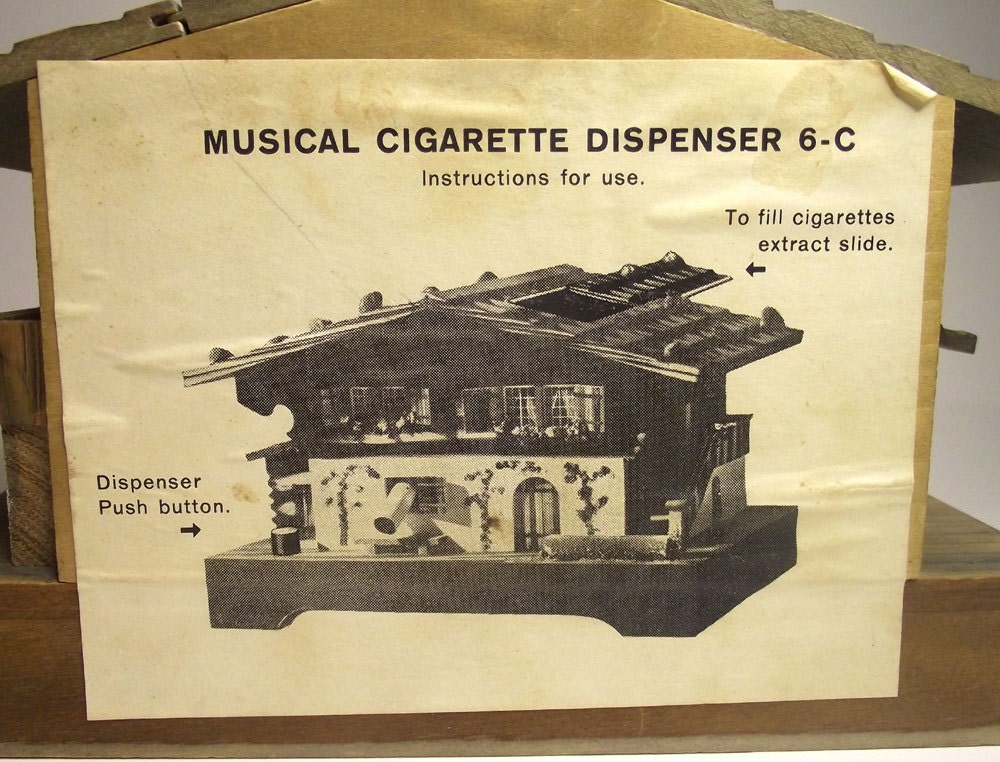 MUSICAL CIGARETTE DISPENSER 6-C
Instructions for use.
To fill cigarettes
extract slide.
Dispenser
Push button.